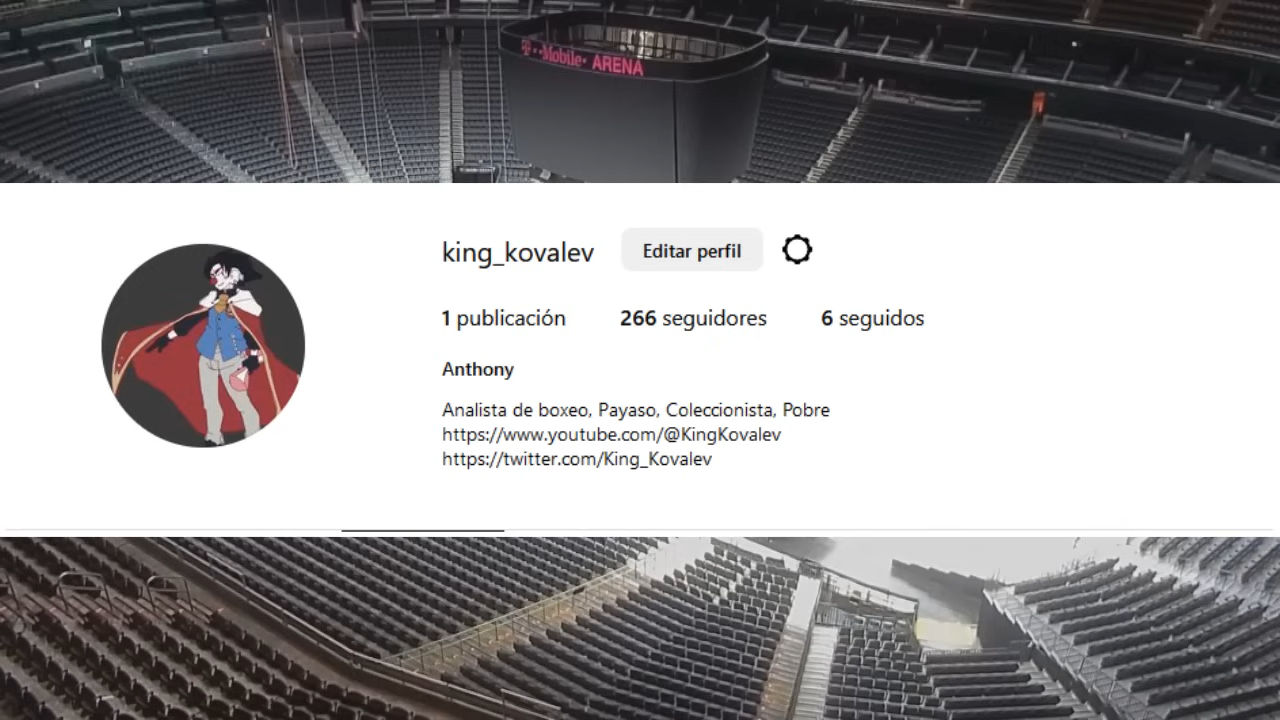 T··Mobile· ARENA
king_kovalev Editar perfil
1 publicación 266 seguidores 6 seguidos
Anthony
Analista de boxeo, Payaso, Coleccionista, Pobre
https://www.youtube.com/@KingKovalev
https://twitter.com/King_Kovalev